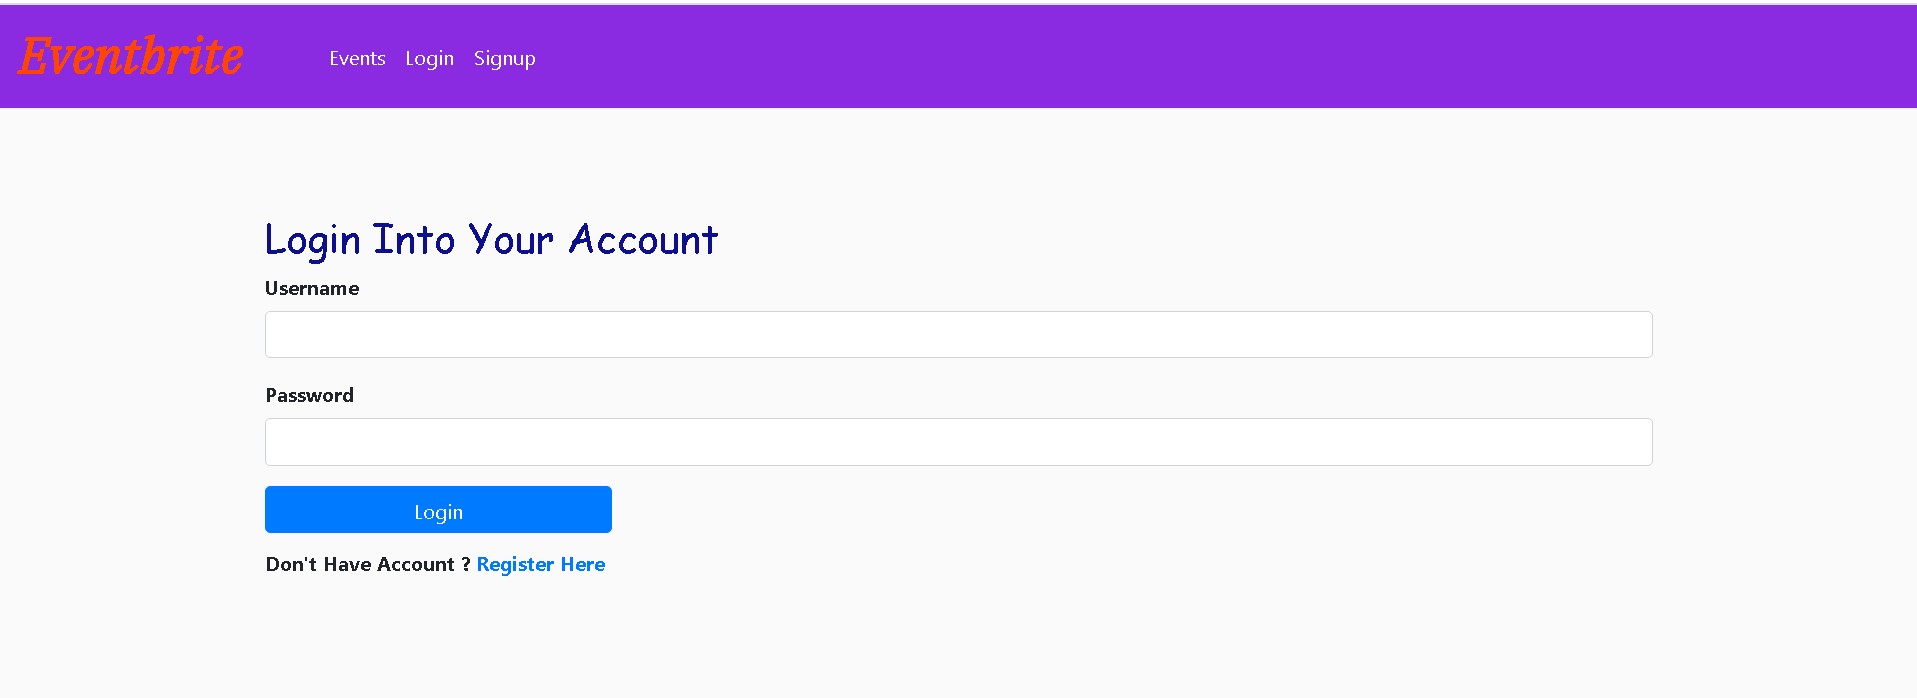 Eventbrite Events Login Signup
Login Into Your Account
Username
Password
Login
Don't Have Account ? Register Here